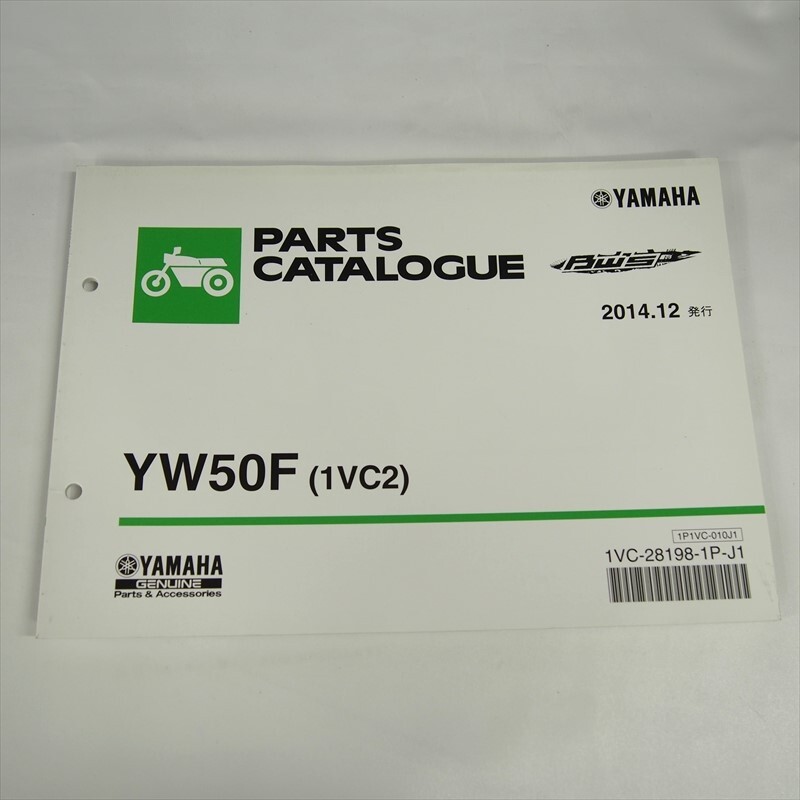 YAMAHA
PARTS
CATALOGUE
BW'S
2014.12 発行
YW50F (1VC2)
1P1VC-010J1
1VC-28198-1P-J1
YAMAHA
GENUINE
Parts & Accessories